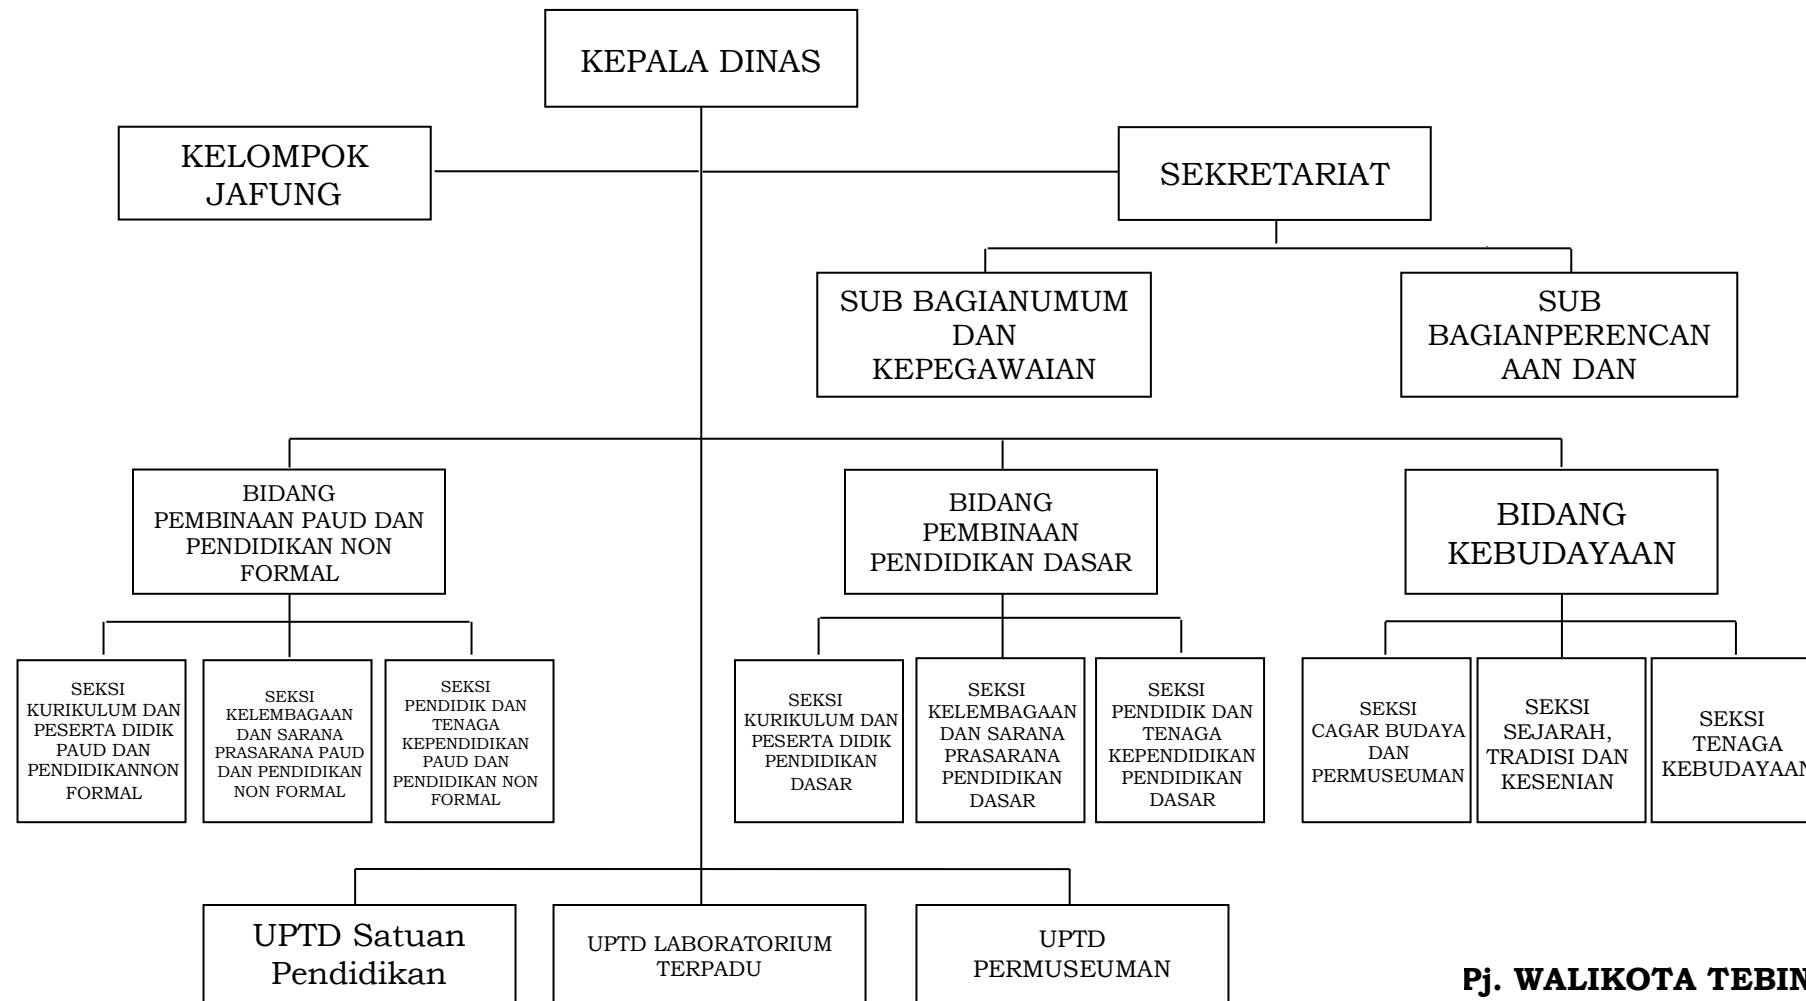 KEPALA DINAS
KELOMPOK
JAFUNG
SEKRETARIAT
SUB BAGIANUMUM
DAN
KEPEGAWAIAN
SUB
BAGIANPERENCAN
AAN DAN
BIDANG
PEMBINAAN PAUD DAN
PENDIDIKAN NON
FORMAL
BIDANG
PEMBINAAN
PENDIDIKAN DASAR
BIDANG
KEBUDAYAAN
SEKSI
KURIKULUM DAN
PESERTA DIDIK
PAUD DAN
PENDIDIKANNON
FORMAL
SEKSI
KELEMBAGAAN
DAN SARANA
PRASARANA PAUD
DAN PENDIDIKAN
NON FORMAL
SEKSI
PENDIDIK DAN
TENAGA
KEPENDIDIKAN
PAUD DAN
PENDIDIKAN NON
FORMAL
SEKSI
KURIKULUM DAN
PESERTA DIDIK
PENDIDIKAN
DASAR
SEKSI
KELEMBAGAAN
DAN SARANA
PRASARANA
PENDIDIKAN
DASAR
SEKSI
PENDIDIK DAN
TENAGA
KEPENDIDIKAN
PENDIDIKAN
DASAR
SEKSI
CAGAR BUDAYA
DAN
PERMUSEUMAN
SEKSI
SEJARAH,
TRADISI DAN
KESENIAN
SEKSI
TENAGA
KEBUDAYAAN
UPTD Satuan
Pendidikan
UPTD LABORATORIUM
TERPADU
UPTD
PERMUSEUMAN
Pj. WALIKOTA TEBIN